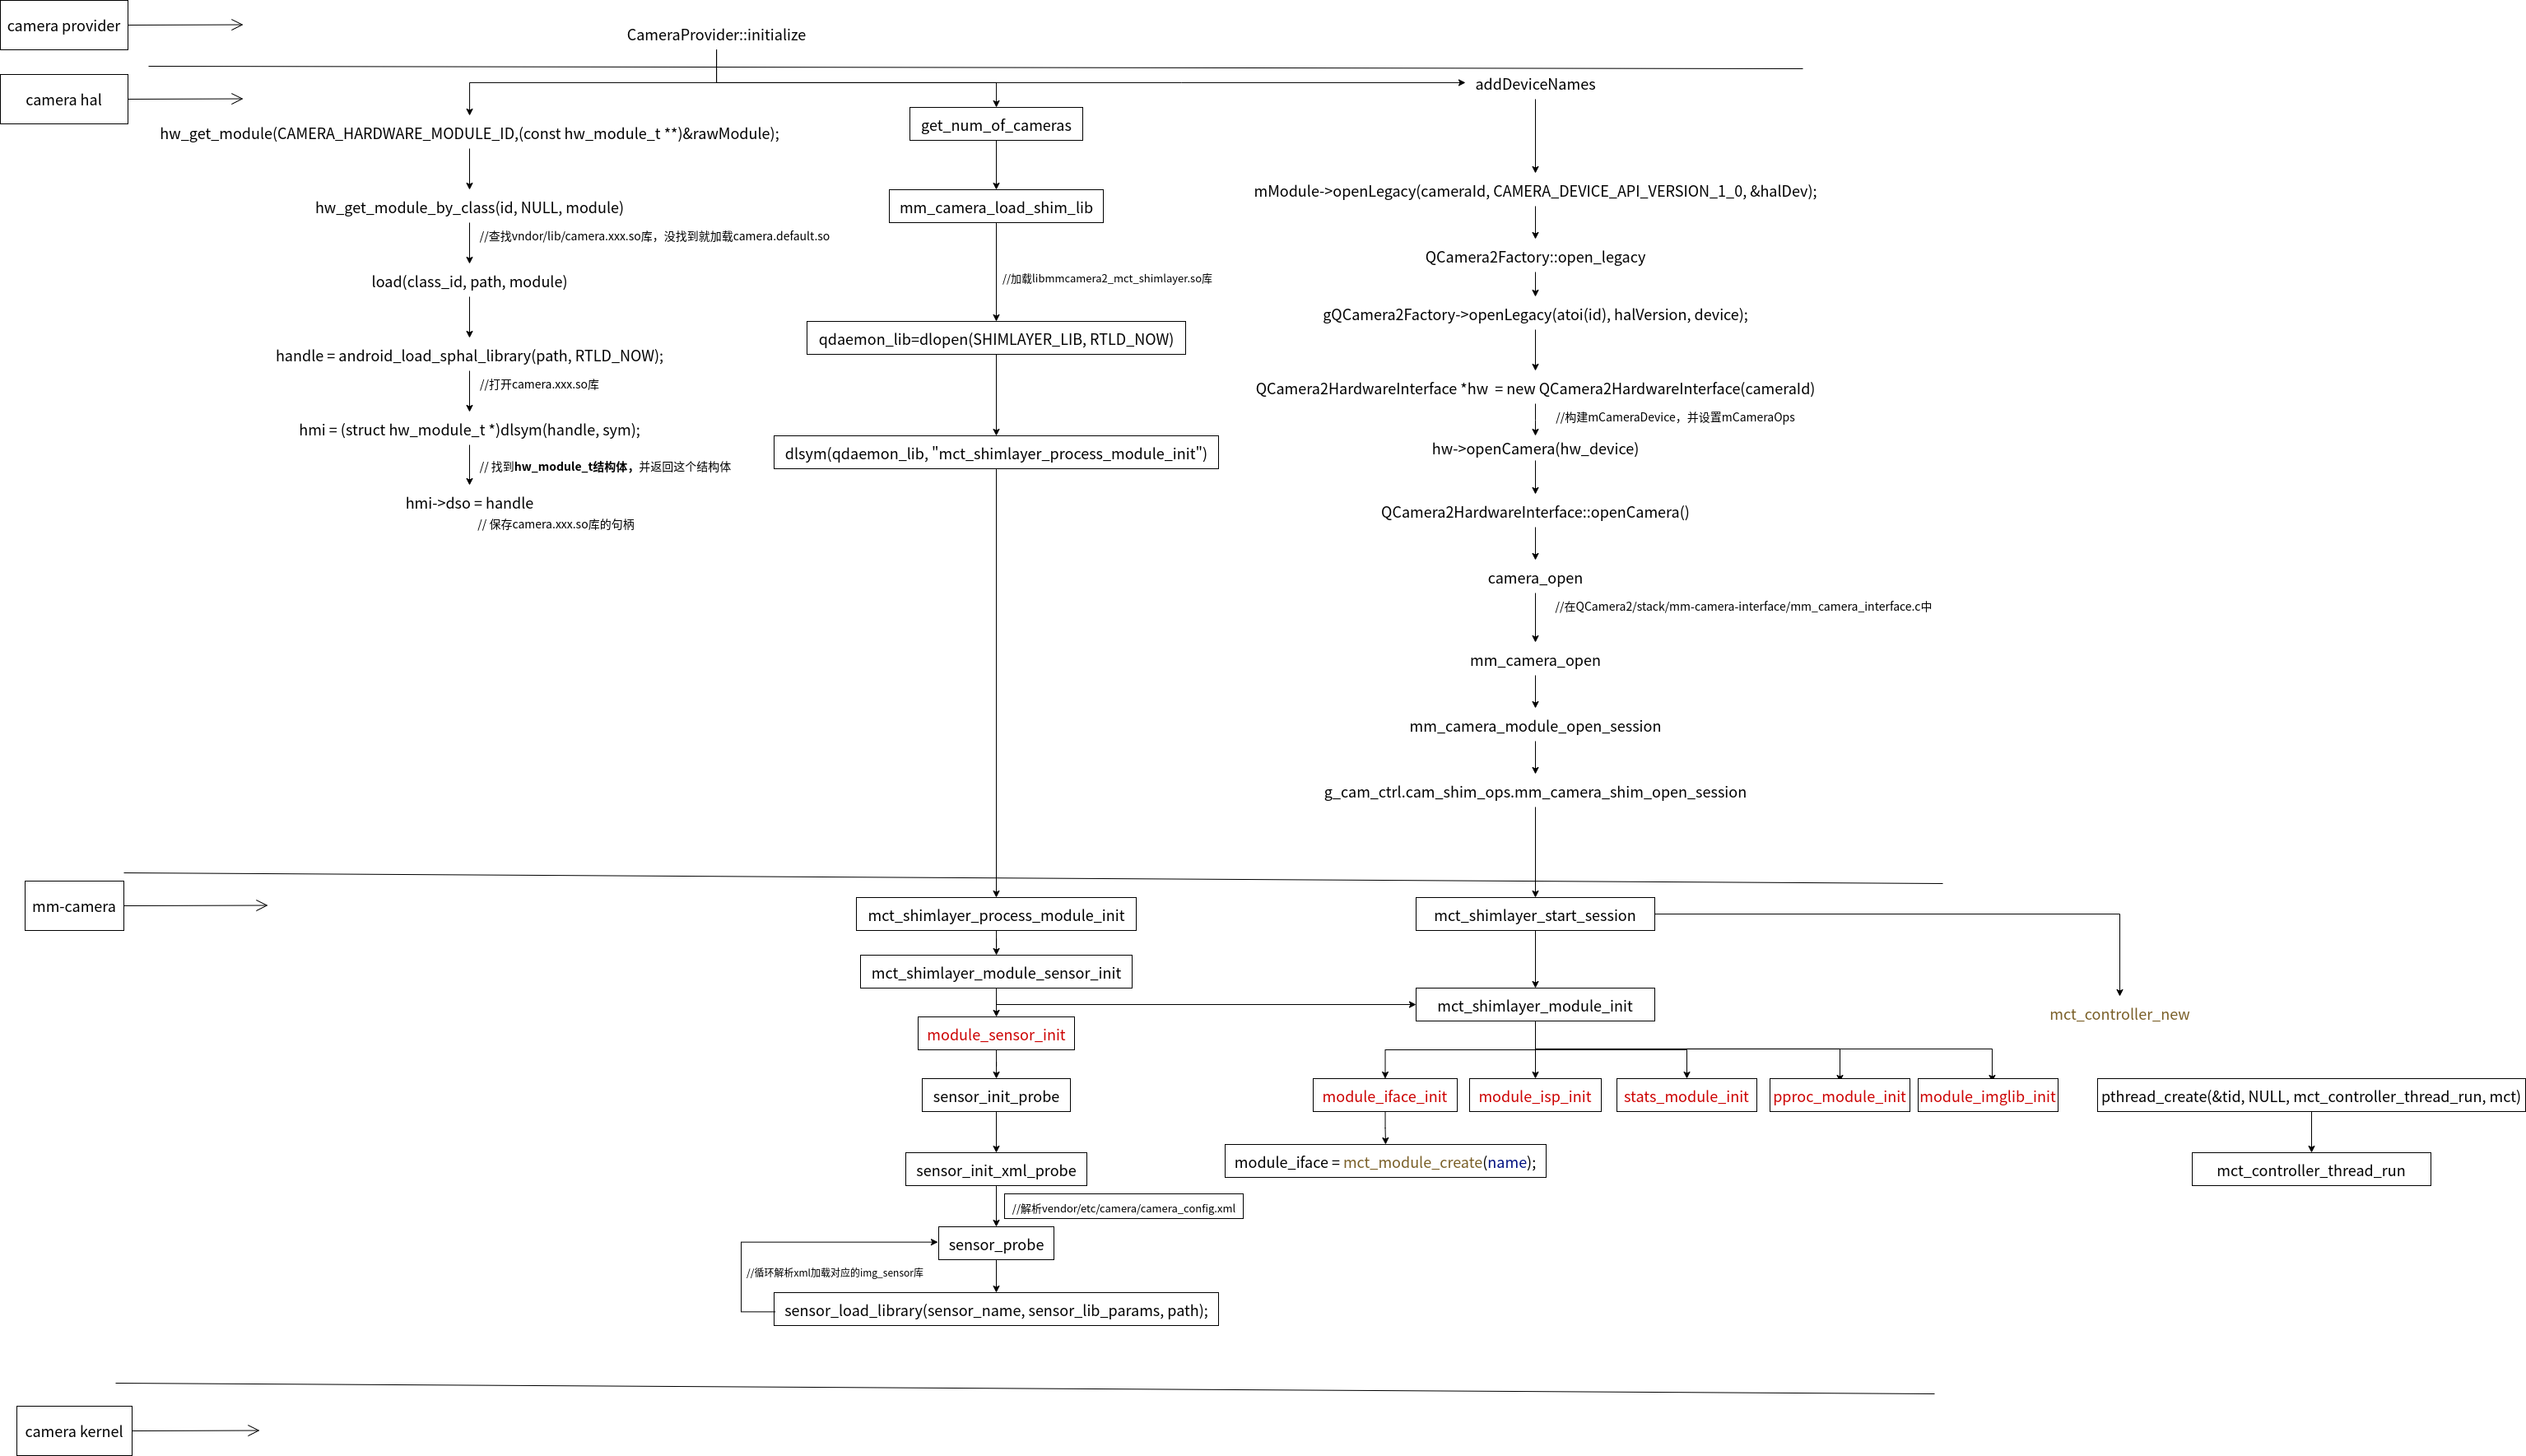 camera provider
CameraProvider::initialize
camera hal
addDeviceNames
hw_get_module(CAMERA_HARDWARE_MODULE_ID,(const hw_module_t **)&rawModule);
hw_get_module_by_class(id, NULL, module)
//查找vndor/lib/camera.xxx.so库，没找到就加载camera.default.so
load(class_id, path, module)
handle = android_load_sphal_library(path, RTLD_NOW);
//打开camera.xxx.so库
hmi = (struct hw_module_t *)dlsym(handle, sym);
// 找到hw_module_t结构体，并返回这个结构体
hmi->dso = handle
// 保存camera.xxx.so库的句柄
get_num_of_cameras
mm_camera_load_shim_lib
//加载libmmcamera2_mct_shimlayer.so库
qdaemon_lib=dlopen(SHIMLAYER_LIB, RTLD_NOW)
dlsym(qdaemon_lib, "mct_shimlayer_process_module_init")
mModule->openLegacy(cameraId, CAMERA_DEVICE_API_VERSION_1_0, &halDev);
QCamera2Factory::open_legacy
gQCamera2Factory->openLegacy(atoi(id), halVersion, device);
QCamera2HardwareInterface *hw = new QCamera2HardwareInterface(cameraId)
//构建mCameraDevice，并设置mCameraOps
hw->openCamera(hw_device)
QCamera2HardwareInterface::openCamera()
camera_open
//在QCamera2/stack/mm-camera-interface/mm_camera_interface.c中
mm_camera_open
mm_camera_module_open_session
g_cam_ctrl.cam_shim_ops.mm_camera_shim_open_session
mm-camera
mct_shimlayer_process_module_init
mct_shimlayer_module_sensor_init
module_sensor_init
sensor_init_probe
sensor_init_xml_probe
//解析vendor/etc/camera/camera_config.xml
sensor_probe
//循环解析xml加载对应的img_sensor库
sensor_load_library(sensor_name, sensor_lib_params, path);
mct_shimlayer_start_session
mct_shimlayer_module_init
module_iface_init
module_isp_init
stats_module_init
pproc_module_init
module_imglib_init
module_iface = mct_module_create(name);
mct_controller_new
pthread_create(&tid, NULL, mct_controller_thread_run, mct)
mct_controller_thread_run
camera kernel